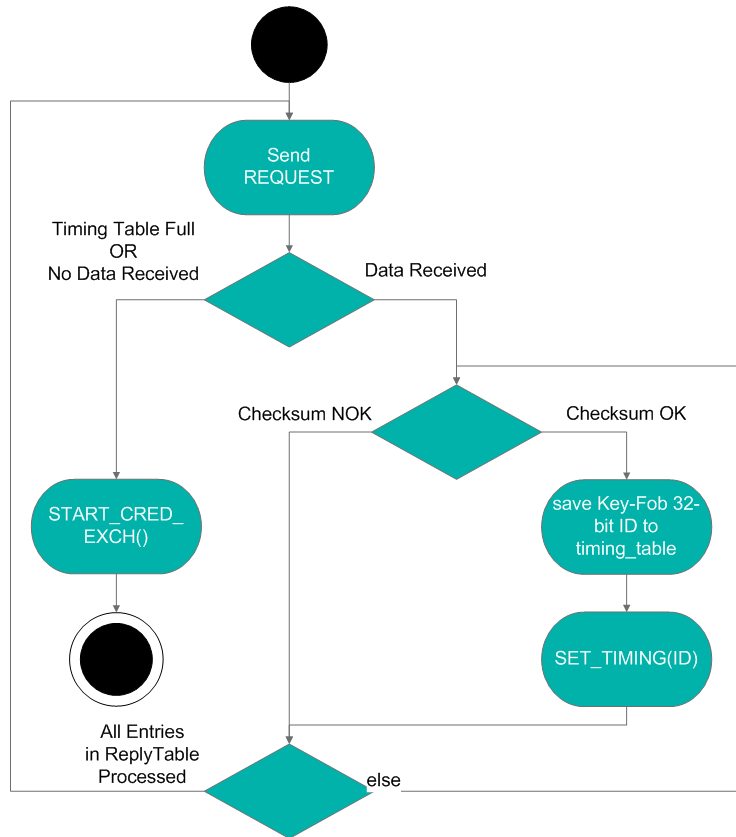 Send
REQUEST
Timing Table Full
OR
No Data Received
Data Received
Checksum NOK
Checksum OK
START_CRED_
EXCH()
save Key-Fob 32-
bit ID to
timing_table
SET_TIMING(ID)
All Entries
in ReplyTable
Processed
else